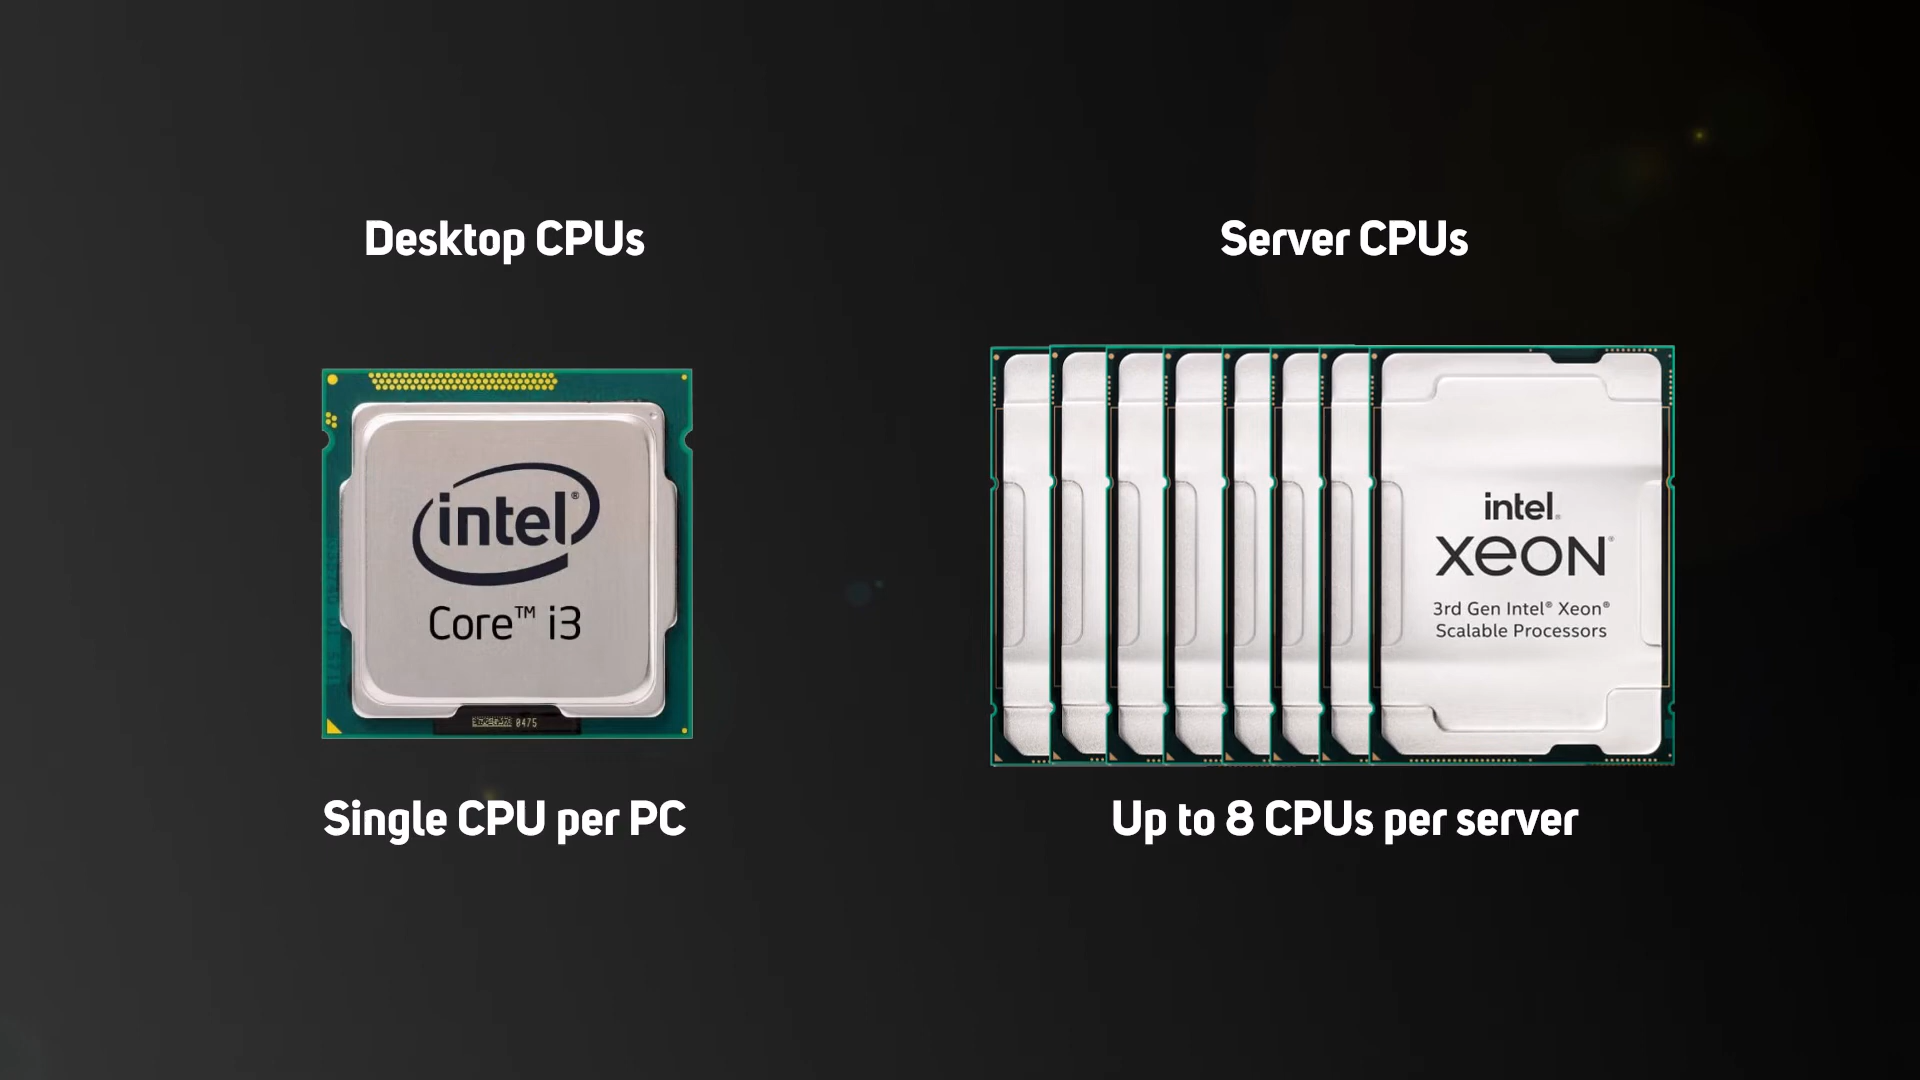 Desktop CPUs
Server CPUs
intel®
Core™ i3
0475
intel®
XEON®
3rd Gen Intel® Xeon®
Scalable Processors
Single CPU per PC
Up to 8 CPUs per server